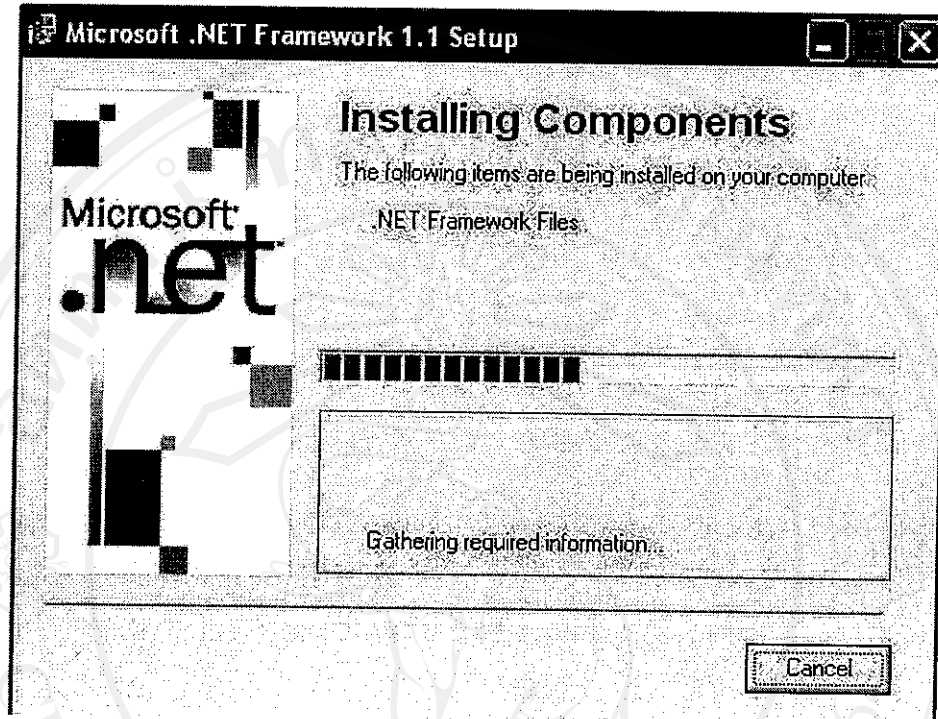 Microsoft .NET Framework 1.1 Setup
Installing Components
The following items are being installed on your computer:
.NET Framework Files
Microsoft
.net
Gathering required information...
Cancel